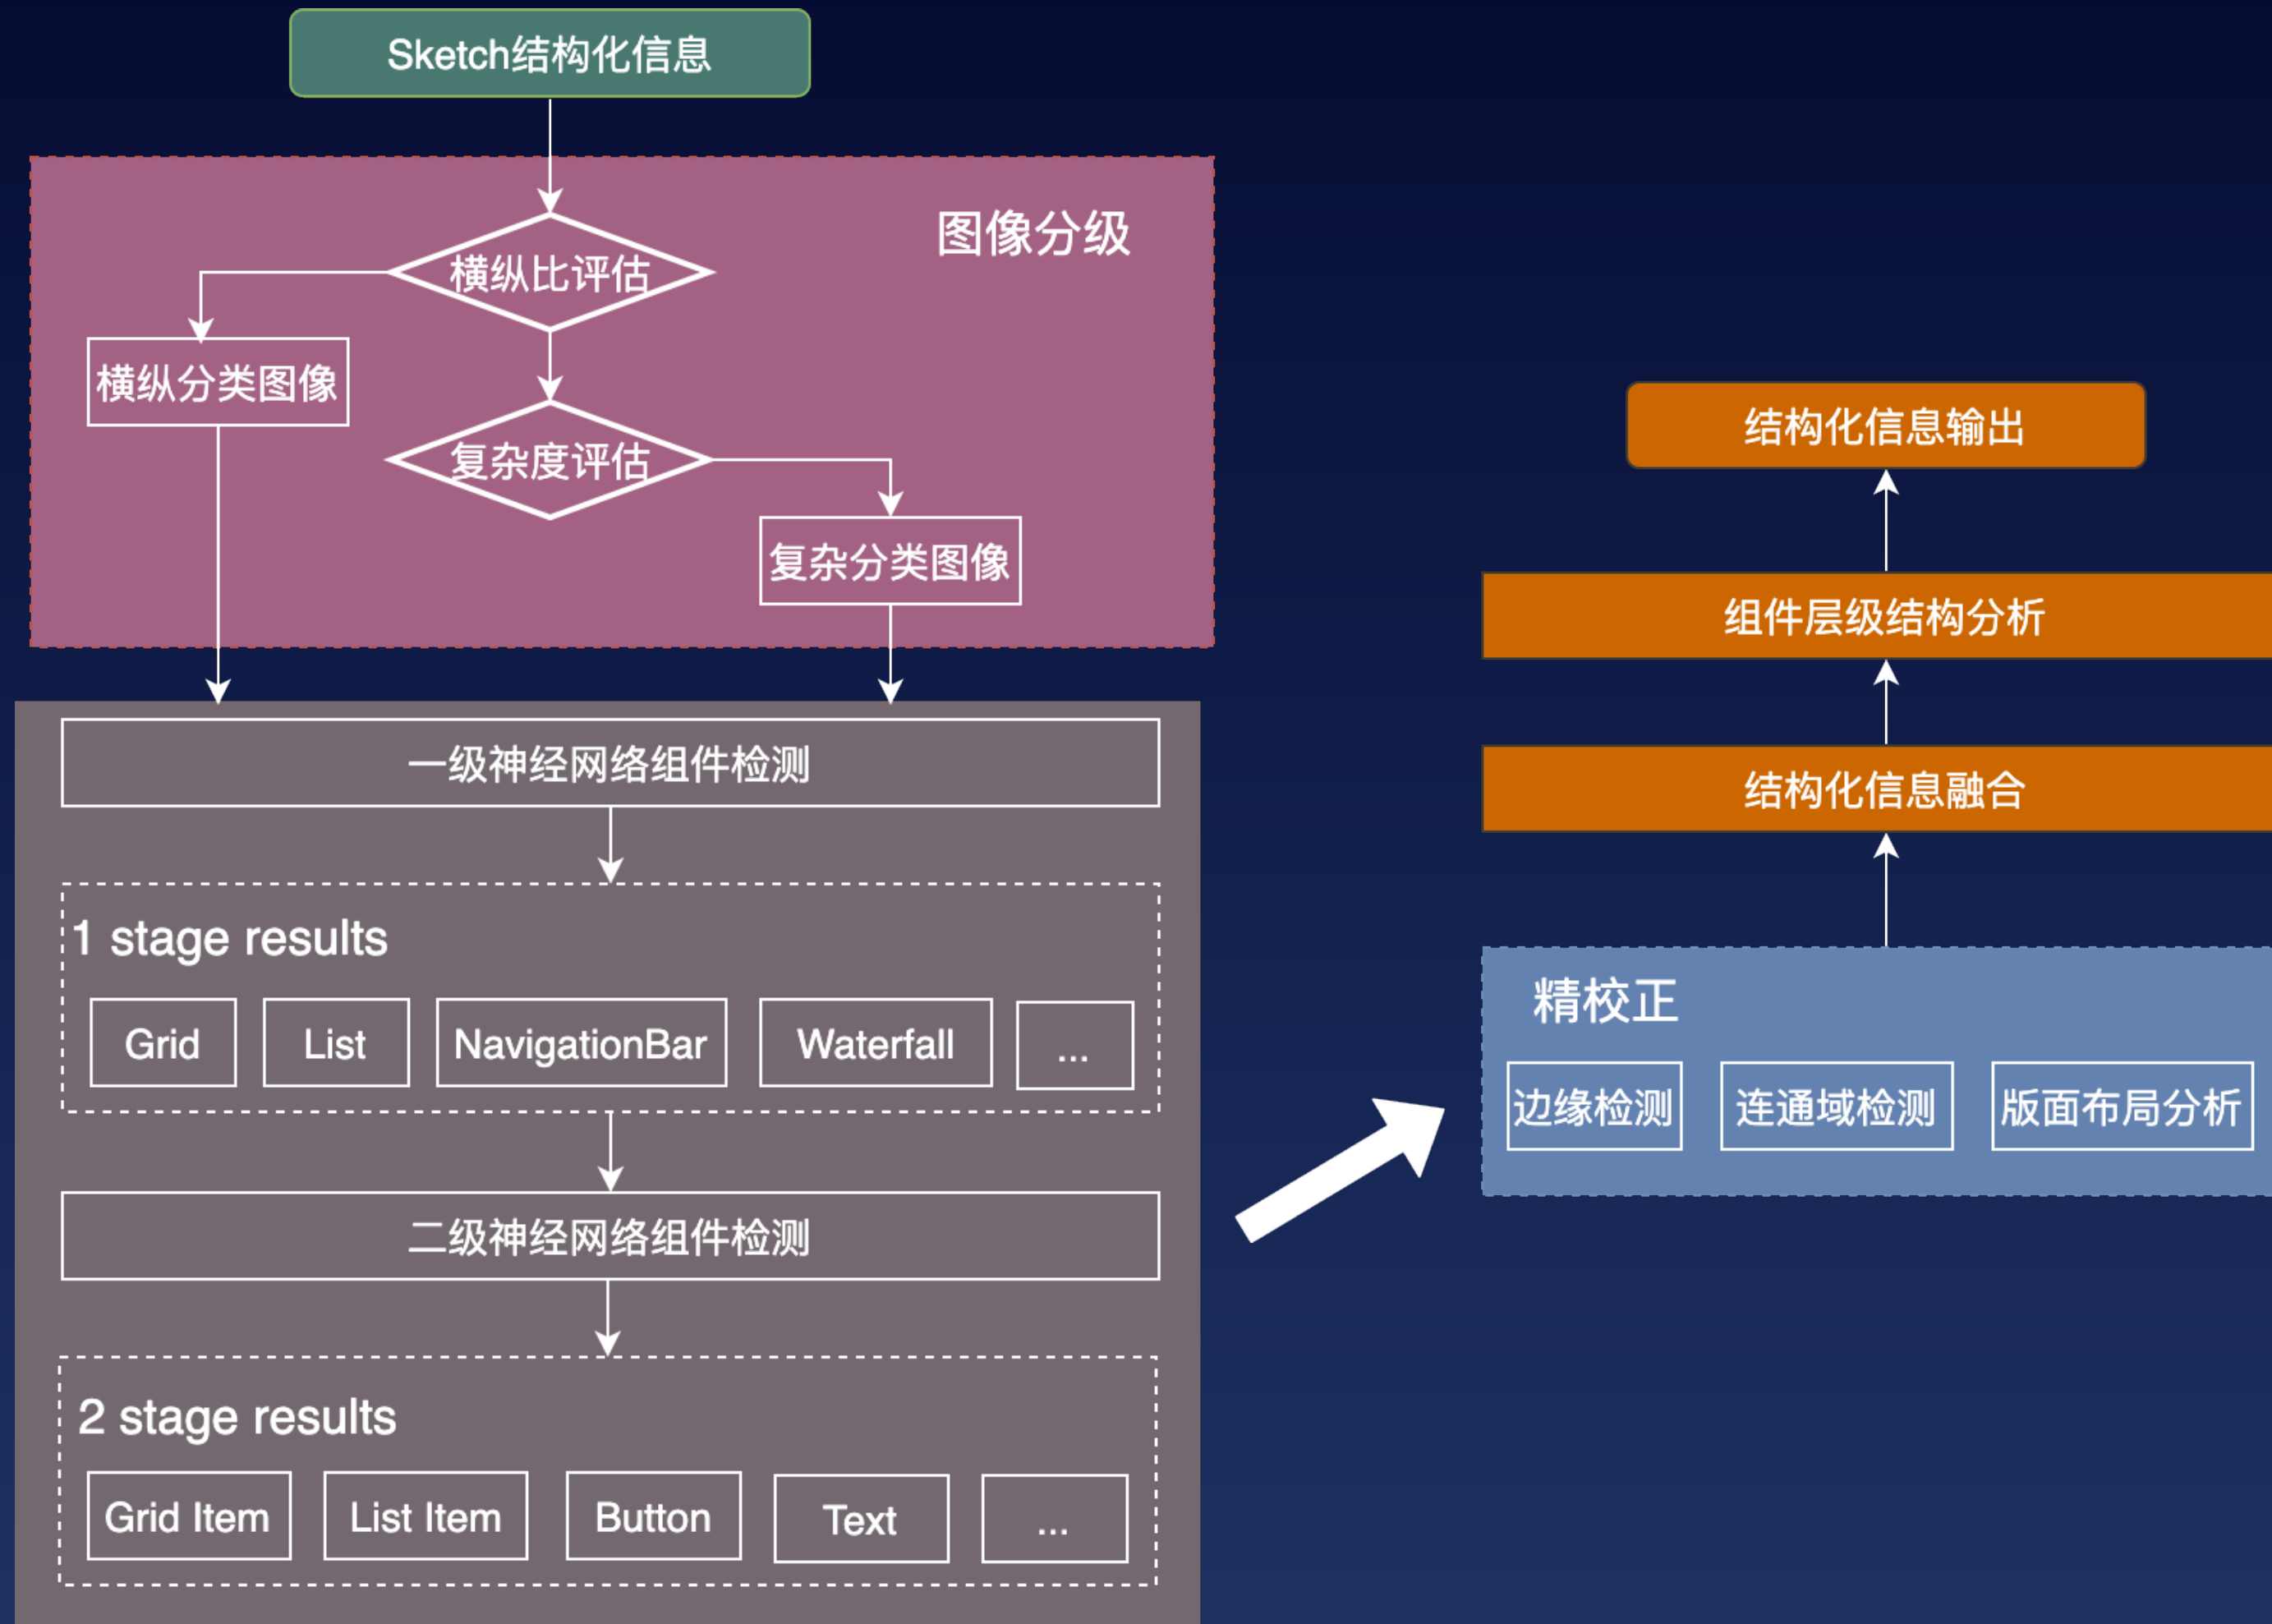 Sketch结构化信息
图像分级
横纵比评估
横纵分类图像
复杂度评估
复杂分类图像
一级神经网络组件检测
1 stage results
Grid
List
NavigationBar
Waterfall
...
二级神经网络组件检测
2 stage results
Grid Item
List Item
Button
Text
...
结构化信息输出
组件层级结构分析
结构化信息融合
精校正
边缘检测
连通域检测
版面布局分析